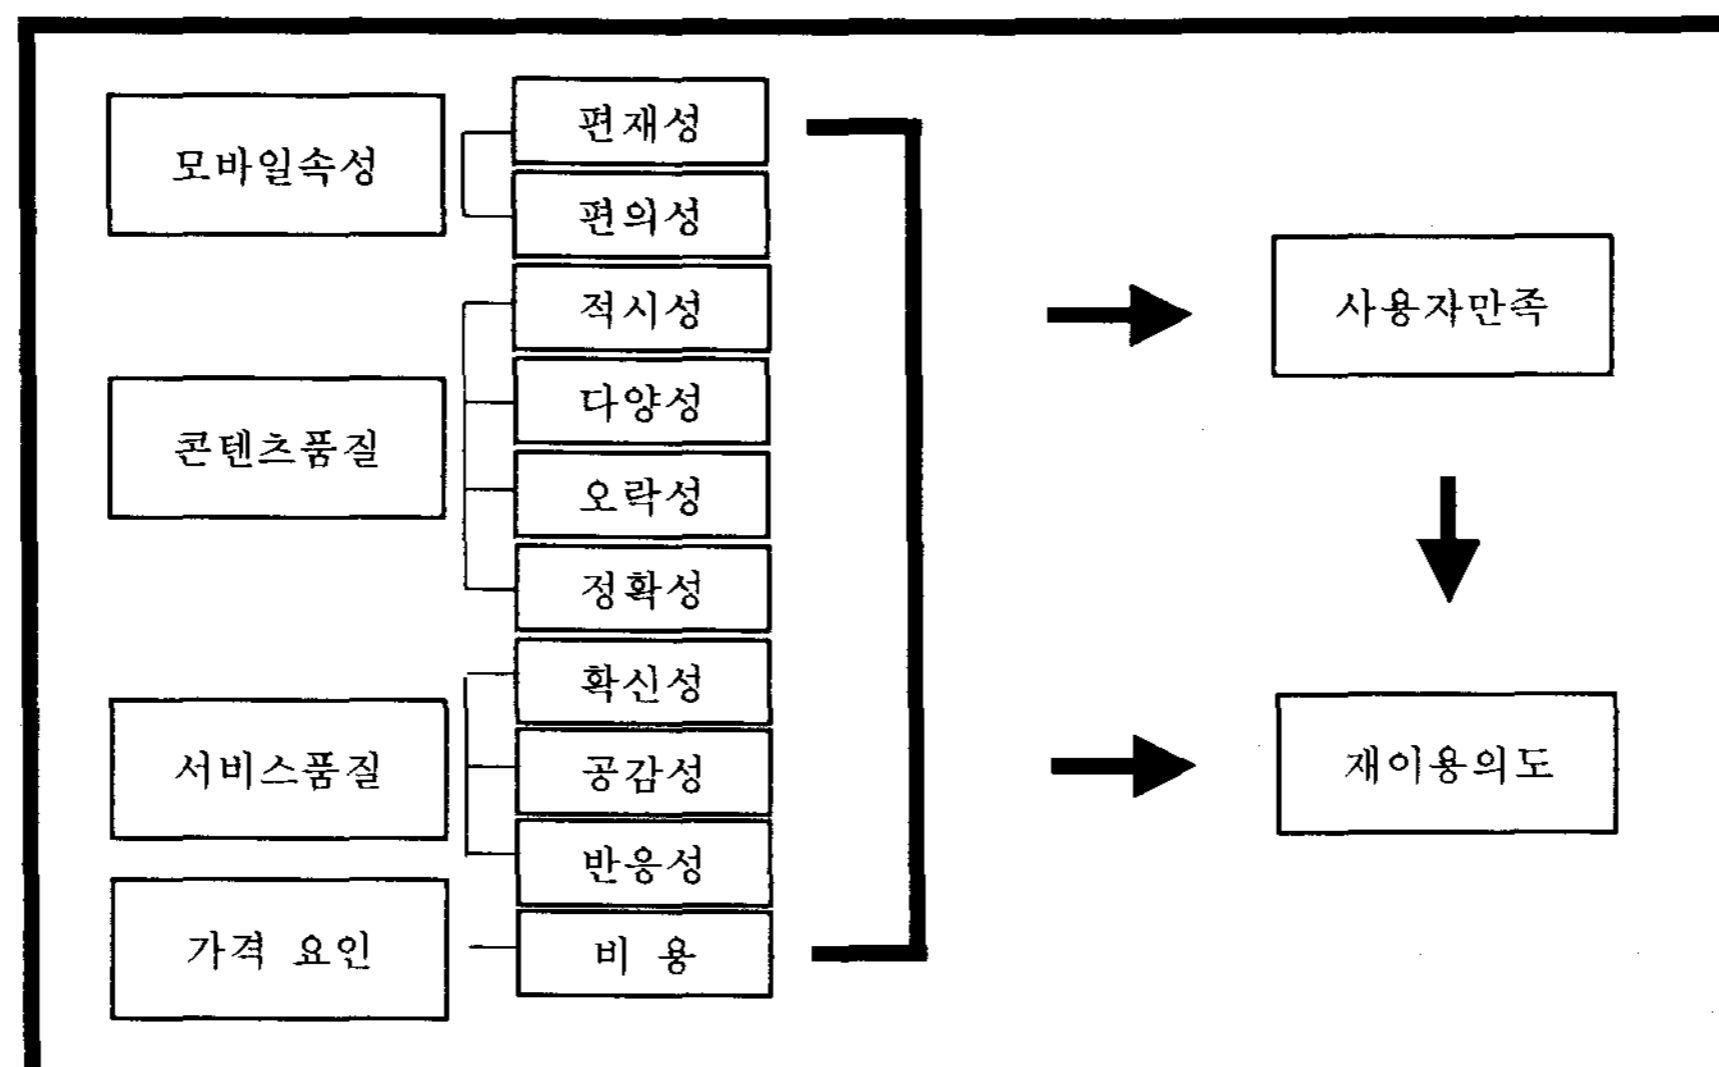 모바일속성
편재성
편의성
콘텐츠품질
적시성
다양성
오락성
정확성
서비스품질
확신성
공감성
반응성
가격 요인
비 용
사용자만족
재이용의도